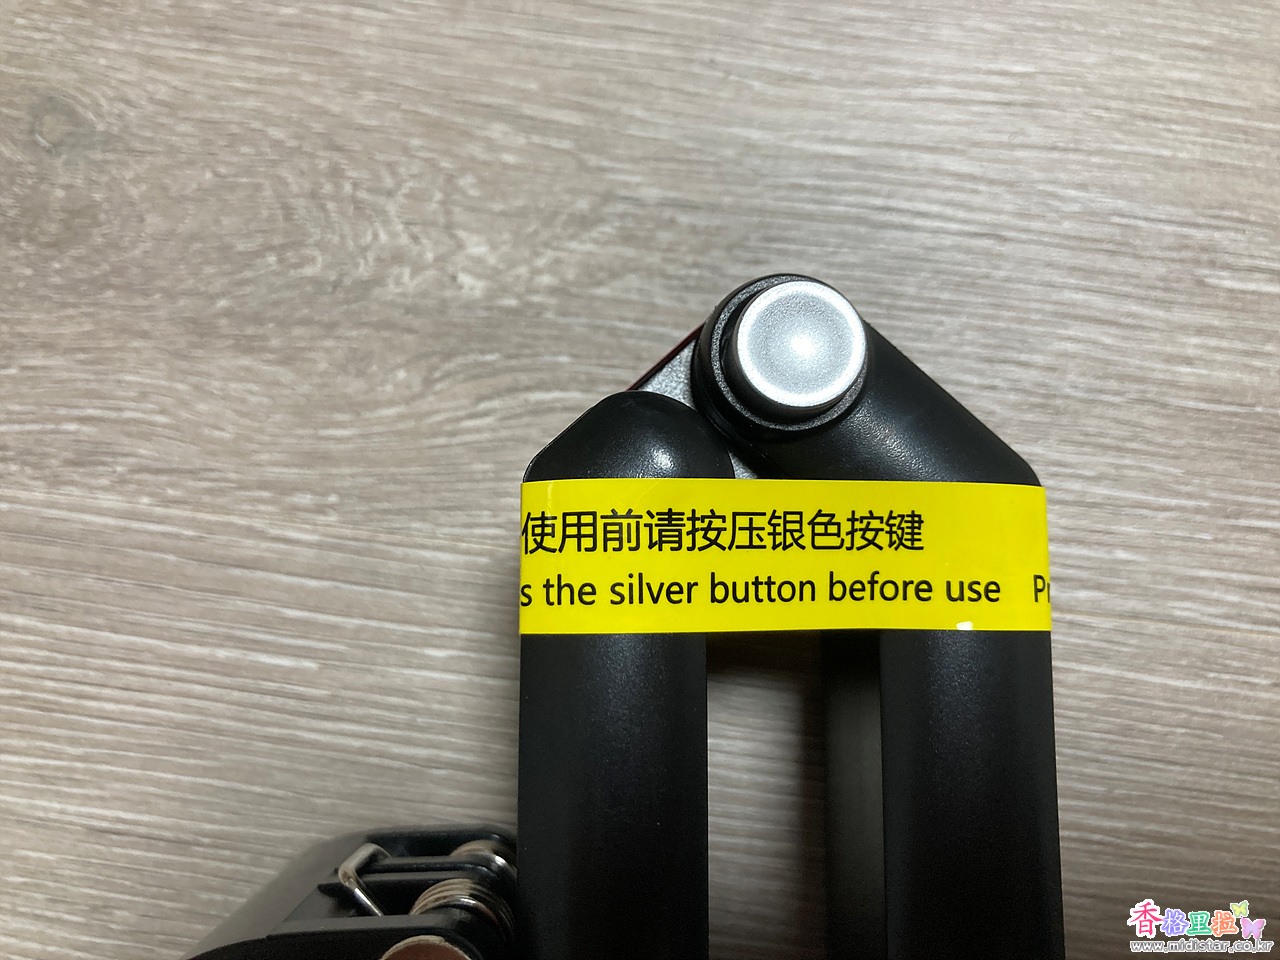 使用前请按压银色按键
s the silver button before use Pr
香格里拉
www.midistar.co.kr